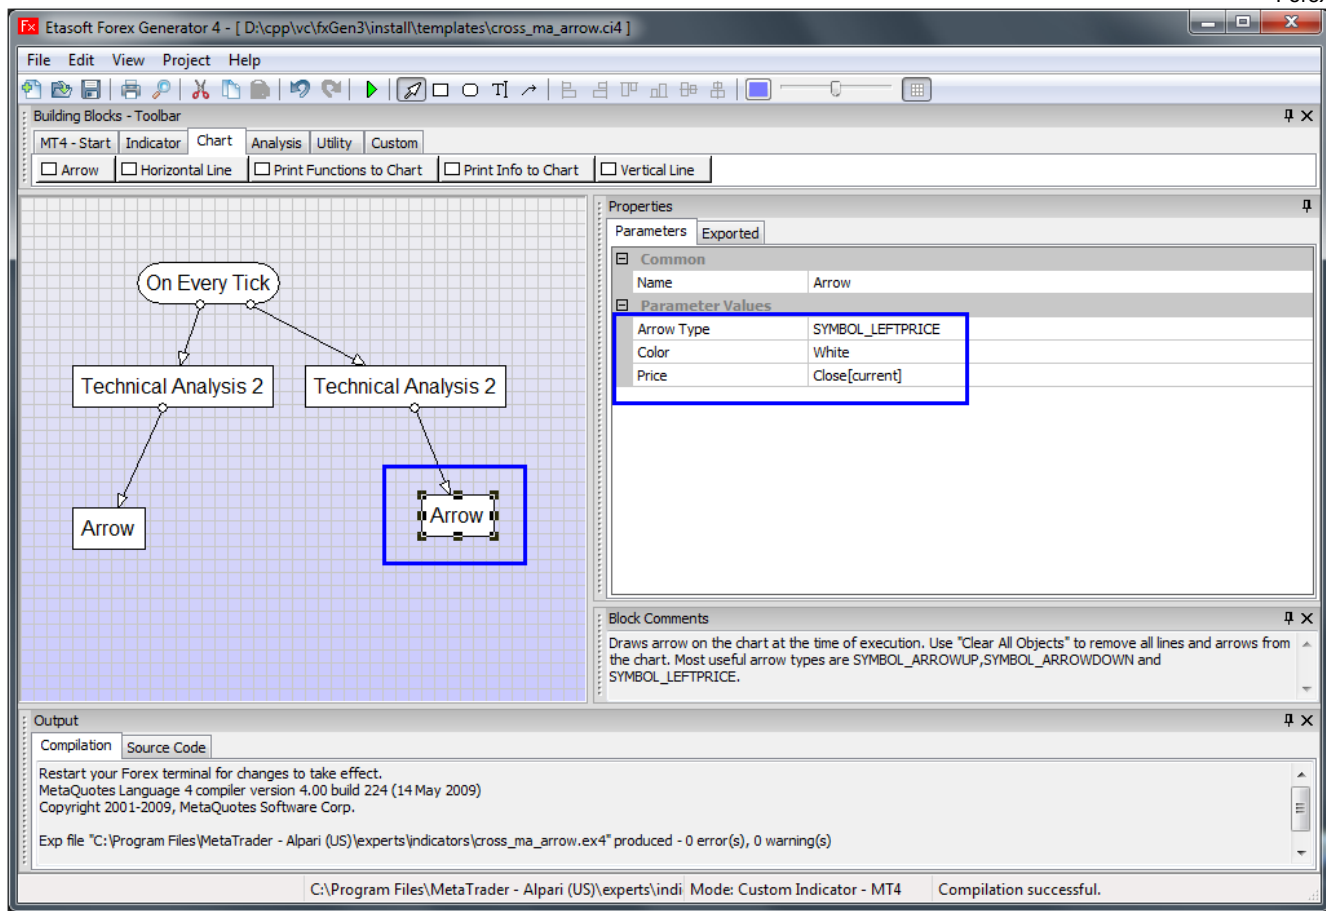 Forex
Etasoft Forex Generator 4 - [ D:\cpp\vc\fxGen3\install\templates\cross_ma_arrow.ci4 ]
File Edit View Project Help
Building Blocks - Toolbar
MT4 - Start Indicator Chart Analysis Utility Custom
Arrow Horizontal Line Print Functions to Chart Print Info to Chart Vertical Line
On Every Tick
Technical Analysis 2 Technical Analysis 2
Arrow
Arrow
Properties
Parameters Exported
Common
Name Arrow
Parameter Values
Arrow Type SYMBOL_LEFTPRICE
Color White
Price Close[current]
Block Comments
Draws arrow on the chart at the time of execution. Use "Clear All Objects" to remove all lines and arrows from
the chart. Most useful arrow types are SYMBOL_ARROWUP,SYMBOL_ARROWDOWN and
SYMBOL_LEFTPRICE.
Output
Compilation Source Code
Restart your Forex terminal for changes to take effect.
MetaQuotes Language 4 compiler version 4.00 build 224 (14 May 2009)
Copyright 2001-2009, MetaQuotes Software Corp.
Exp file "C:\Program Files\MetaTrader - Alpari (US)\experts\indicators\cross_ma_arrow.ex4" produced - 0 error(s), 0 warning(s)
C:\Program Files\MetaTrader - Alpari (US)\experts\indi Mode: Custom Indicator - MT4 Compilation successful.